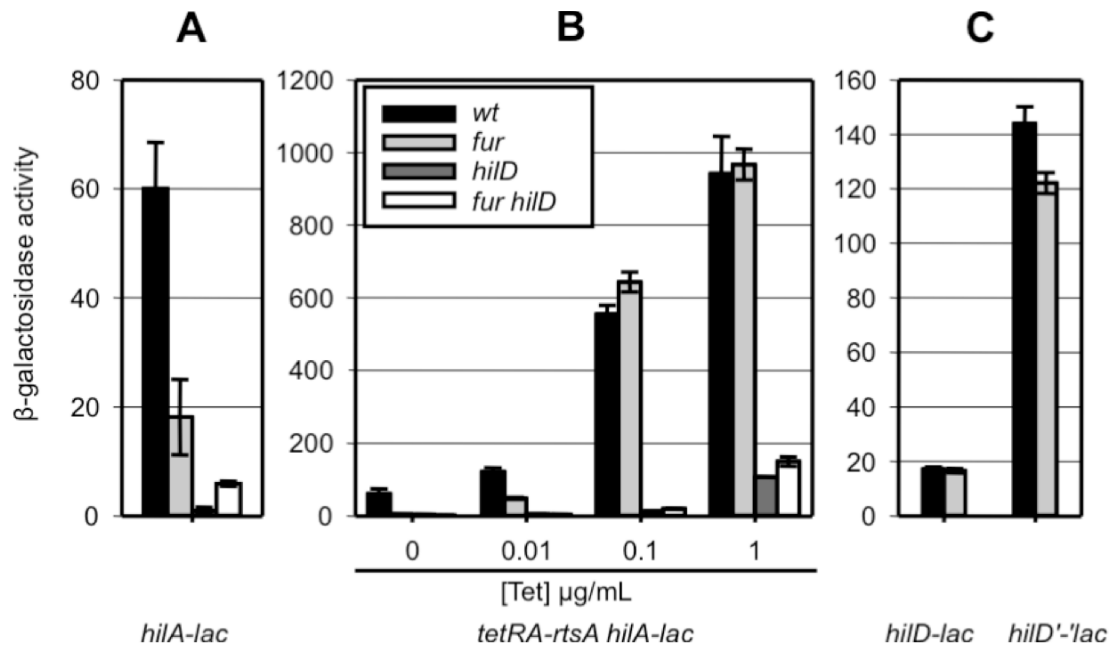 A
B
C
β-galactosidase activity
80
60
40
20
0
1200
1000
800
600
400
200
0
wt
fur
hilD
fur hilD
160
140
120
100
80
60
40
20
0
0 0.01 0.1 1
[Tet] µg/mL
hilA-lac
tetRA-rtsA hilA-lac
hilD-lac
hilD'-'lac